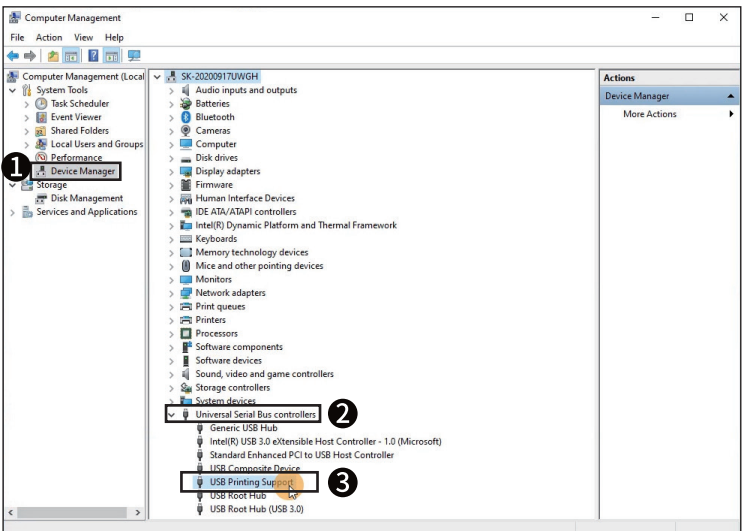 Computer Management
File Action View Help
Computer Management (Local
System Tools
Task Scheduler
Event Viewer
Shared Folders
Local Users and Groups
Performance
1
Device Manager
Storage
Disk Management
Services and Applications
SK-20200917UWGH
Audio inputs and outputs
Batteries
Bluetooth
Cameras
Computer
Disk drives
Display adapters
Firmware
Human Interface Devices
IDE ATA/ATAPI controllers
Intel(R) Dynamic Platform and Thermal Framework
Keyboards
Memory technology devices
Mice and other pointing devices
Monitors
Network adapters
Print queues
Printers
Processors
Software components
Software devices
Sound, video and game controllers
Storage controllers
System devices
Universal Serial Bus controllers
2
Generic USB Hub
Intel(R) USB 3.0 eXtensible Host Controller - 1.0 (Microsoft)
Standard Enhanced PCI to USB Host Controller
USB Composite Device
USB Printing Support
3
USB Root Hub
USB Root Hub (USB 3.0)
Actions
Device Manager
More Actions